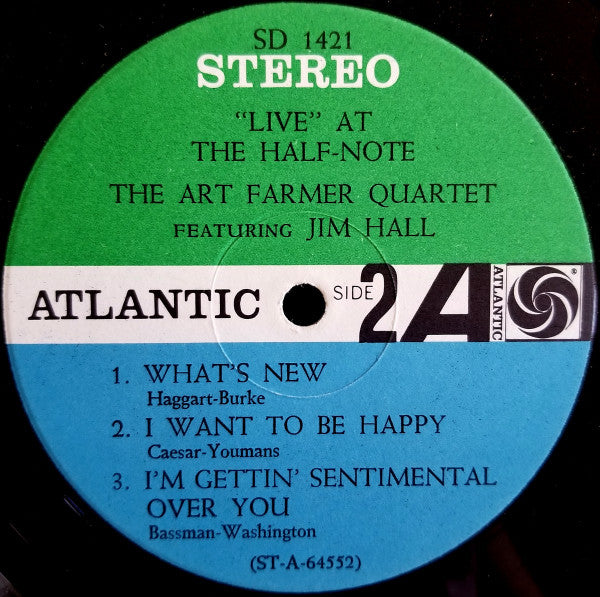 SD 1421
STEREO
"LIVE" AT
THE HALF-NOTE
THE ART FARMER QUARTET
FEATURING JIM HALL
ATLANTIC SIDE 2 A ATLANTIC ®
1. WHAT'S NEW
Haggart-Burke
2. I WANT TO BE HAPPY
Caesar-Youmans
3. I'M GETTIN' SENTIMENTAL
OVER YOU
Bassman-Washington
(ST-A-64552)